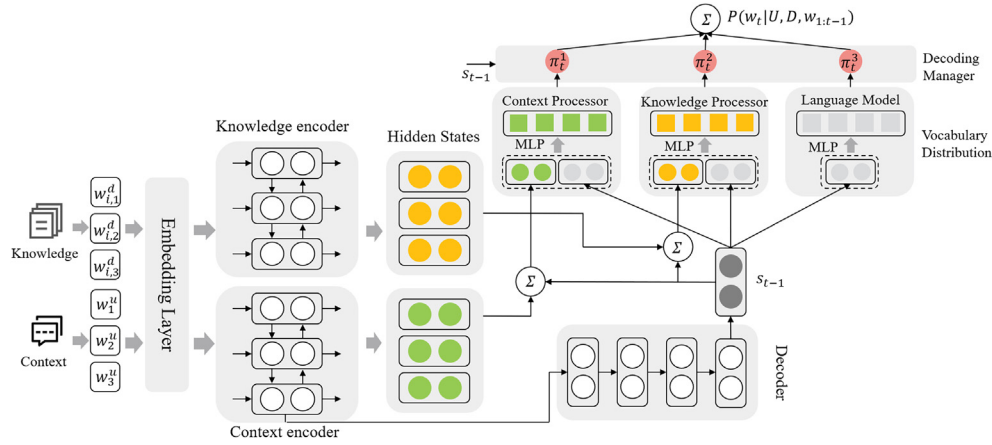 Σ P(w_t|U, D, w_{1:t−1})
s_{t−1}
π_t^1
π_t^2
π_t^3
Decoding
Manager
Context Processor
Knowledge Processor
Language Model
MLP
MLP
MLP
Vocabulary
Distribution
Knowledge encoder
Hidden States
w_{i,1}^d
w_{i,2}^d
w_{i,3}^d
Knowledge
Embedding Layer
Σ
Σ
s_{t−1}
w_1^u
w_2^u
w_3^u
Context
Decoder
Context encoder